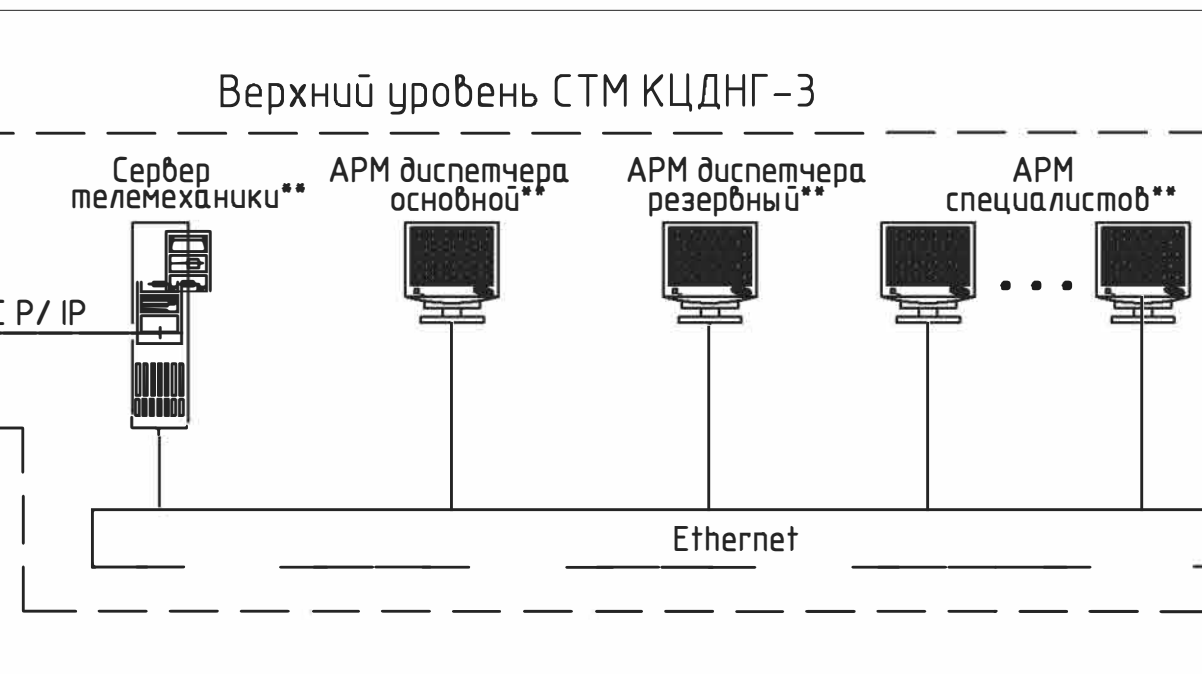 Верхний уровень СТМ КЦДНГ-3
Сервер
телемеханики**
АРМ диспетчера
основной**
АРМ диспетчера
резервный**
АРМ
специалистов**
P/ IP
Ethernet